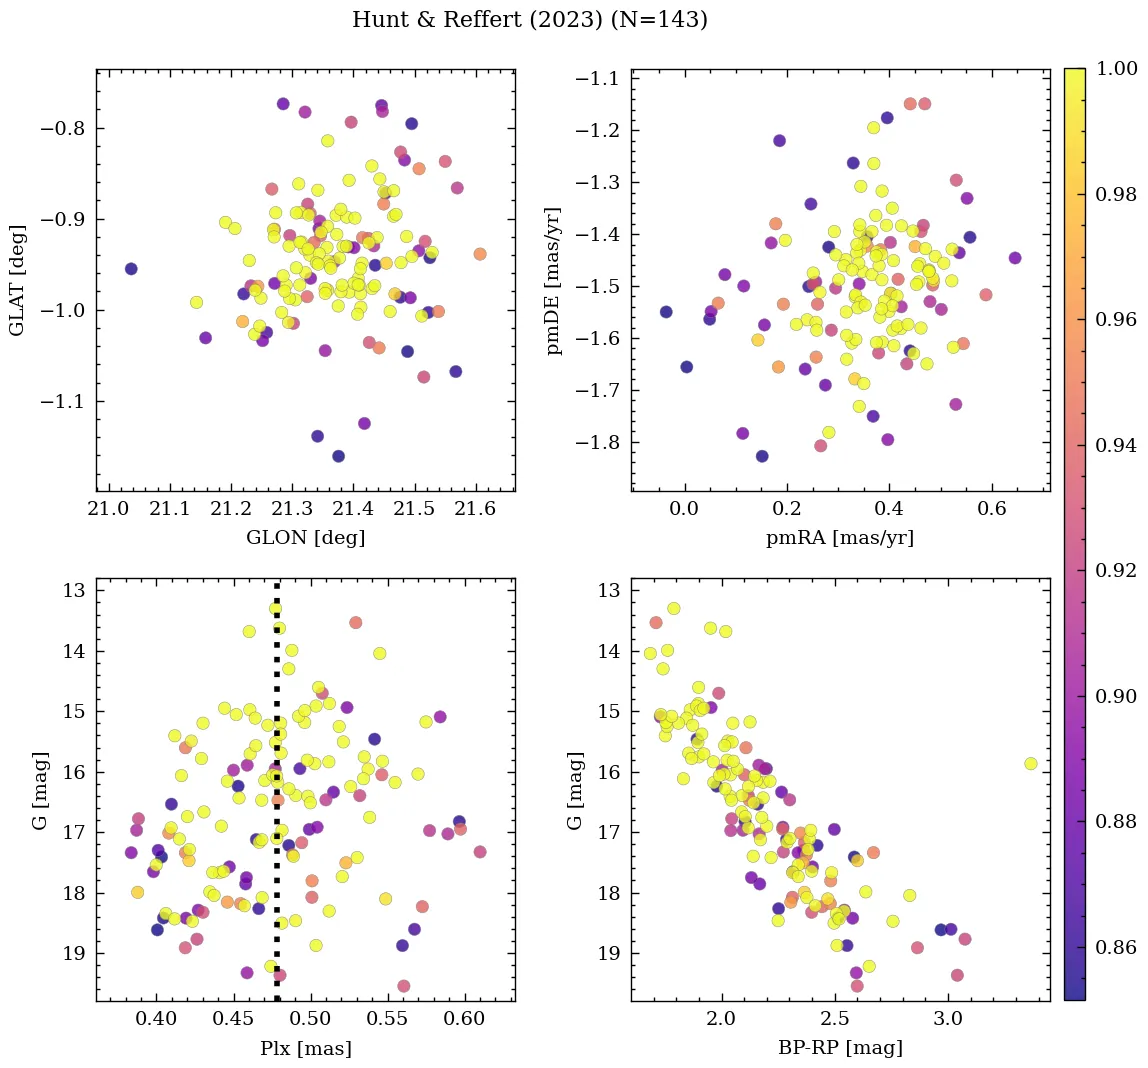 Hunt & Reffert (2023) (N=143)
−0.8
−0.9
−1.0
−1.1
GLAT [deg]
21.0 21.1 21.2 21.3 21.4 21.5 21.6
GLON [deg]
−1.1
−1.2
−1.3
−1.4
−1.5
−1.6
−1.7
−1.8
pmDE [mas/yr]
0.0 0.2 0.4 0.6
pmRA [mas/yr]
13
14
15
16
17
18
19
G [mag]
0.40 0.45 0.50 0.55 0.60
Plx [mas]
13
14
15
16
17
18
19
G [mag]
2.0 2.5 3.0
BP-RP [mag]
1.00
0.98
0.96
0.94
0.92
0.90
0.88
0.86